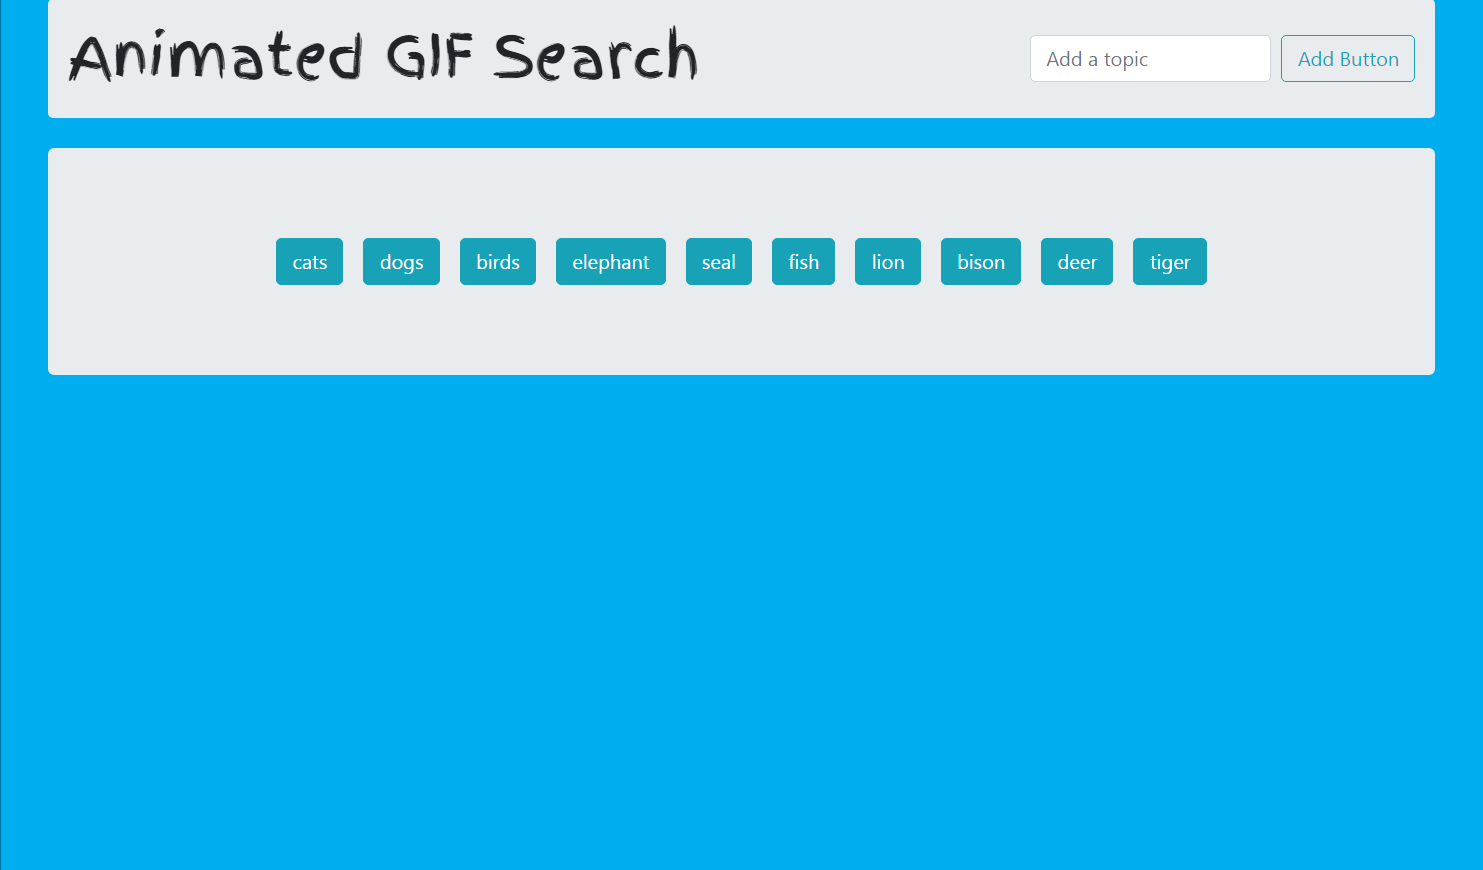 Animated GIF Search
Add a topic
Add Button
cats dogs birds elephant seal fish lion bison deer tiger